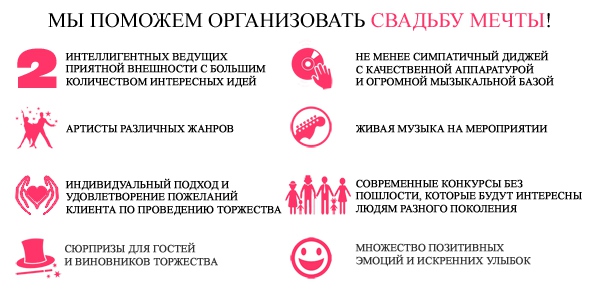 МЫ ПОМОЖЕМ ОРГАНИЗОВАТЬ СВАДЬБУ МЕЧТЫ!
2
ИНТЕЛЛИГЕНТНЫХ ВЕДУЩИХ
ПРИЯТНОЙ ВНЕШНОСТИ С БОЛЬШИМ
КОЛИЧЕСТВОМ ИНТЕРЕСНЫХ ИДЕЙ
НЕ МЕНЕЕ СИМПАТИЧНЫЙ ДИДЖЕЙ
С КАЧЕСТВЕННОЙ АППАРАТУРОЙ
И ОГРОМНОЙ МЫЗЫКАЛЬНОЙ БАЗОЙ
АРТИСТЫ РАЗЛИЧНЫХ ЖАНРОВ
ЖИВАЯ МУЗЫКА НА МЕРОПРИЯТИИ
ИНДИВИДУАЛЬНЫЙ ПОДХОД И
УДОВЛЕТВОРЕНИЕ ПОЖЕЛАНИЙ
КЛИЕНТА ПО ПРОВЕДЕНИЮ ТОРЖЕСТВА
СОВРЕМЕННЫЕ КОНКУРСЫ БЕЗ
ПОШЛОСТИ, КОТОРЫЕ БУДУТ ИНТЕРЕСНЫ
ЛЮДЯМ РАЗНОГО ПОКОЛЕНИЯ
СЮРПРИЗЫ ДЛЯ ГОСТЕЙ
И ВИНОВНИКОВ ТОРЖЕСТВА
МНОЖЕСТВО ПОЗИТИВНЫХ
ЭМОЦИЙ И ИСКРЕННИХ УЛЫБОК